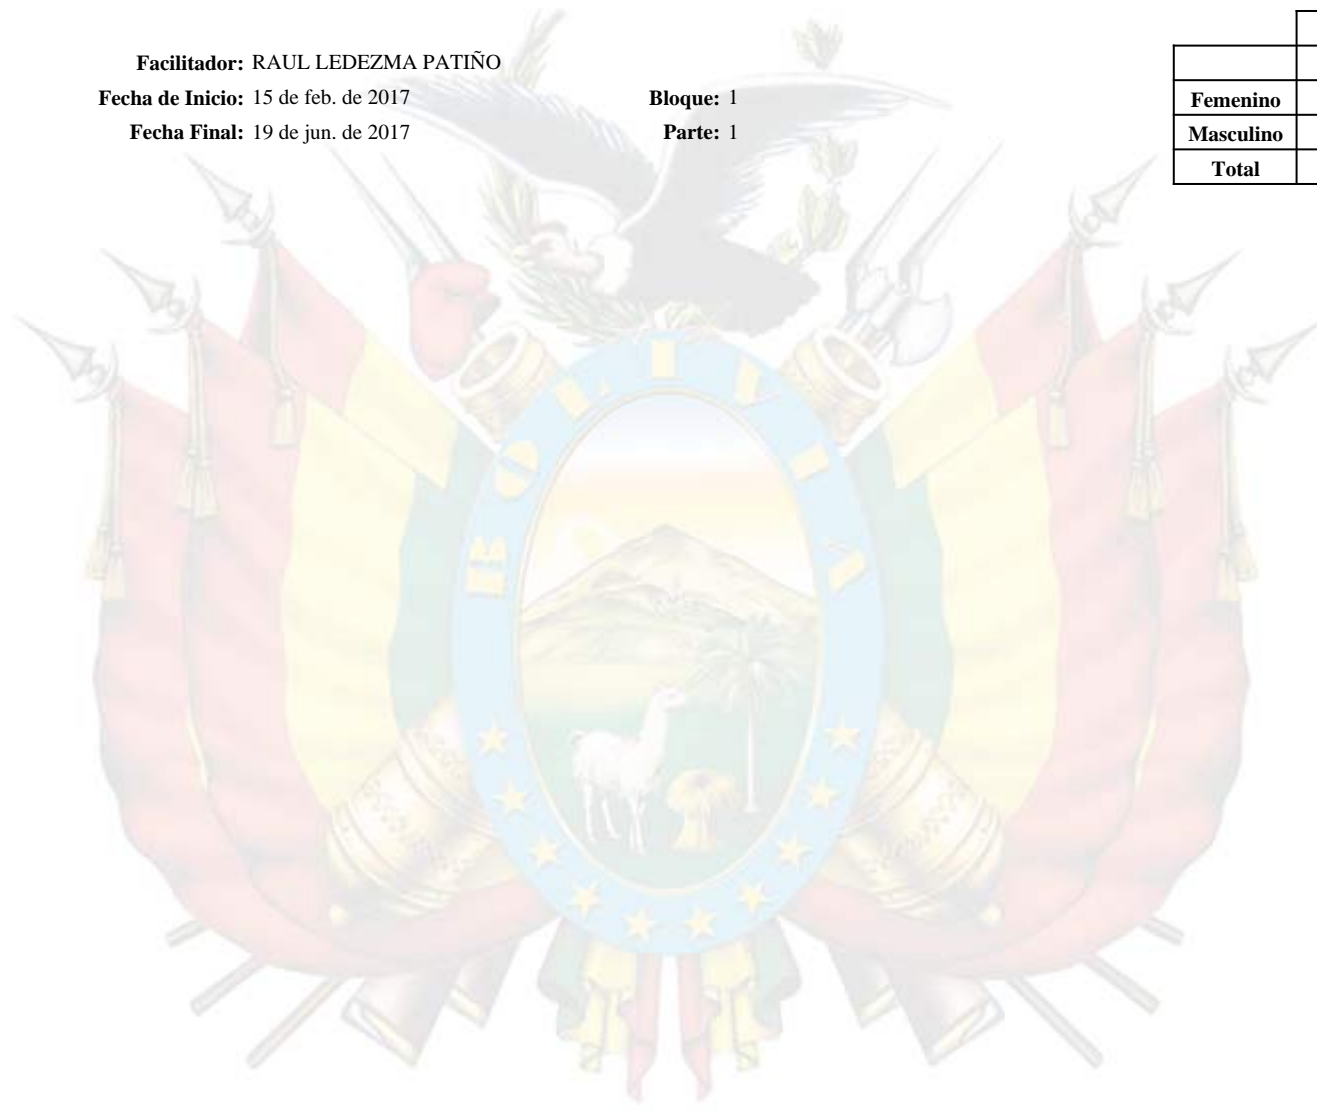 Facilitador: RAUL LEDEZMA PATIÑO
Fecha de Inicio: 15 de feb. de 2017 Bloque: 1
Fecha Final: 19 de jun. de 2017 Parte: 1
Femenino
Masculino
Total
BOLIVIA